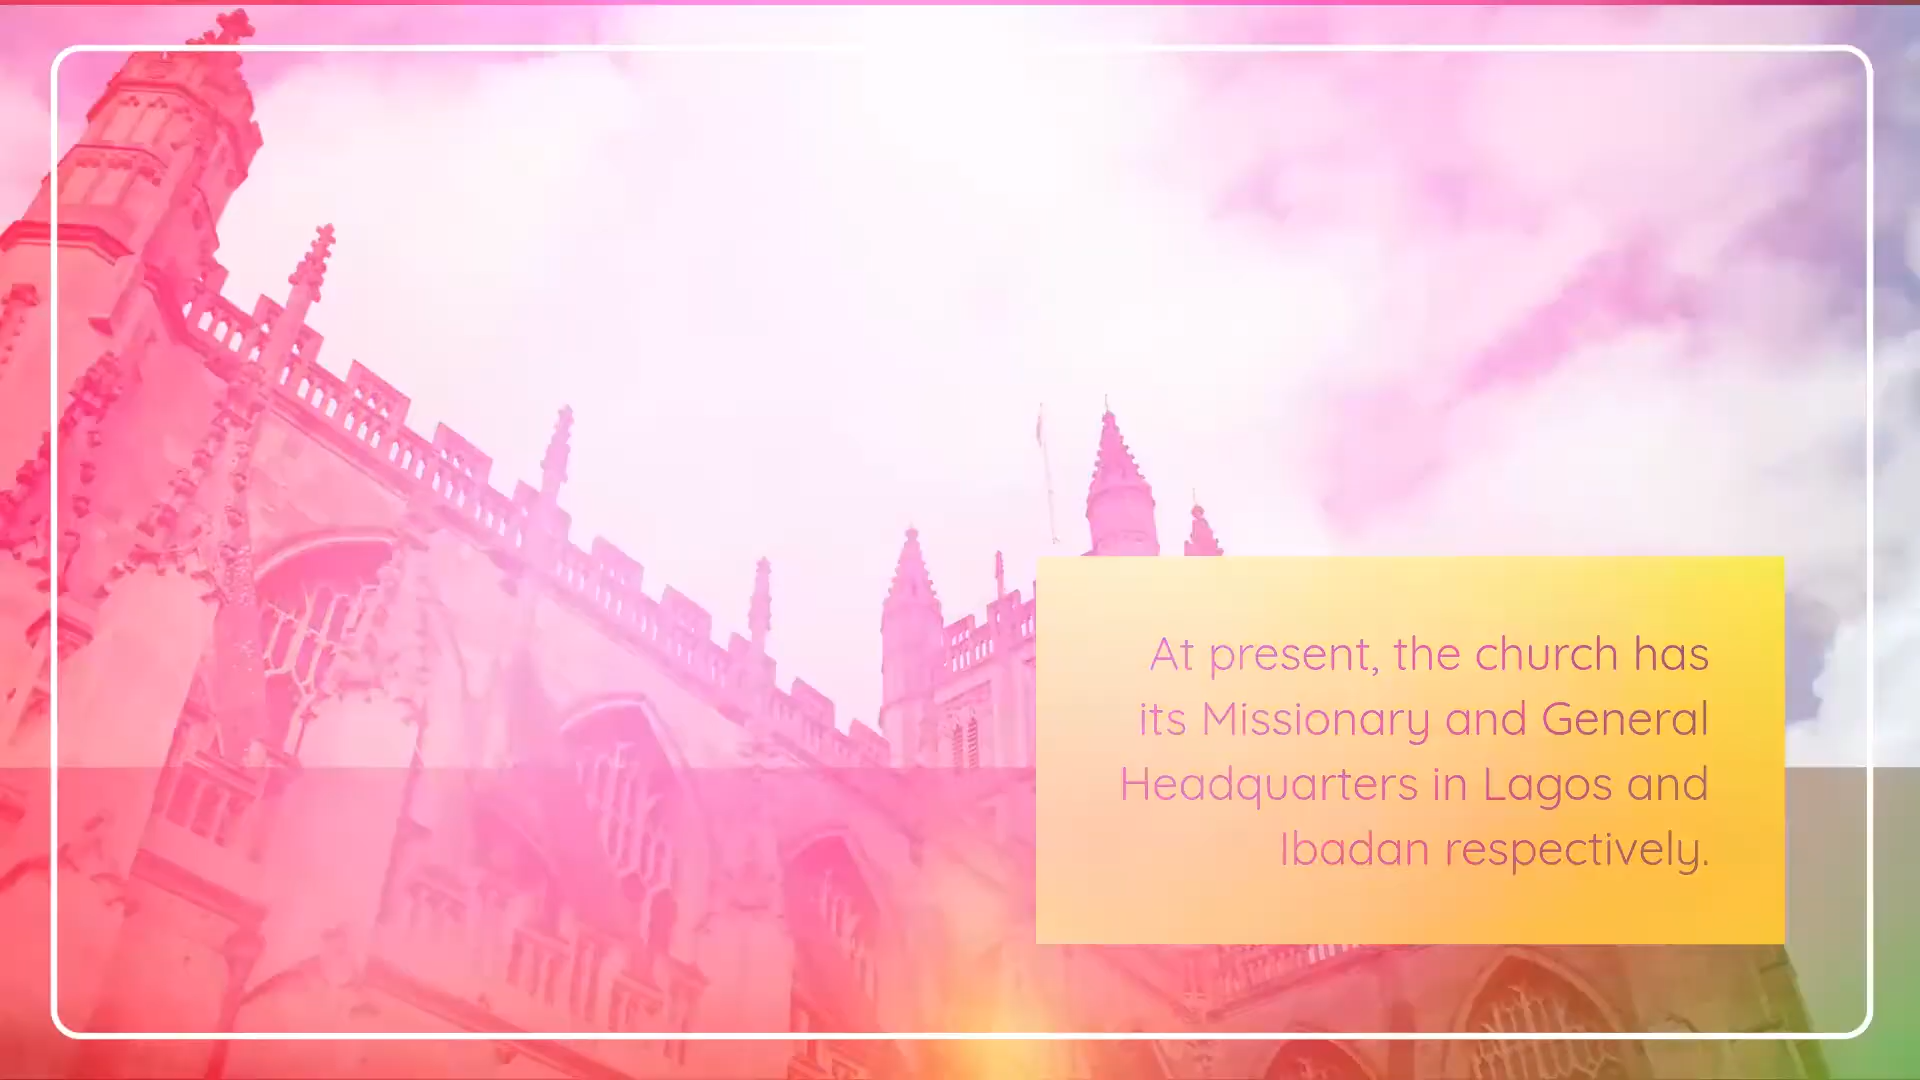 At present, the church has
its Missionary and General
Headquarters in Lagos and
Ibadan respectively.